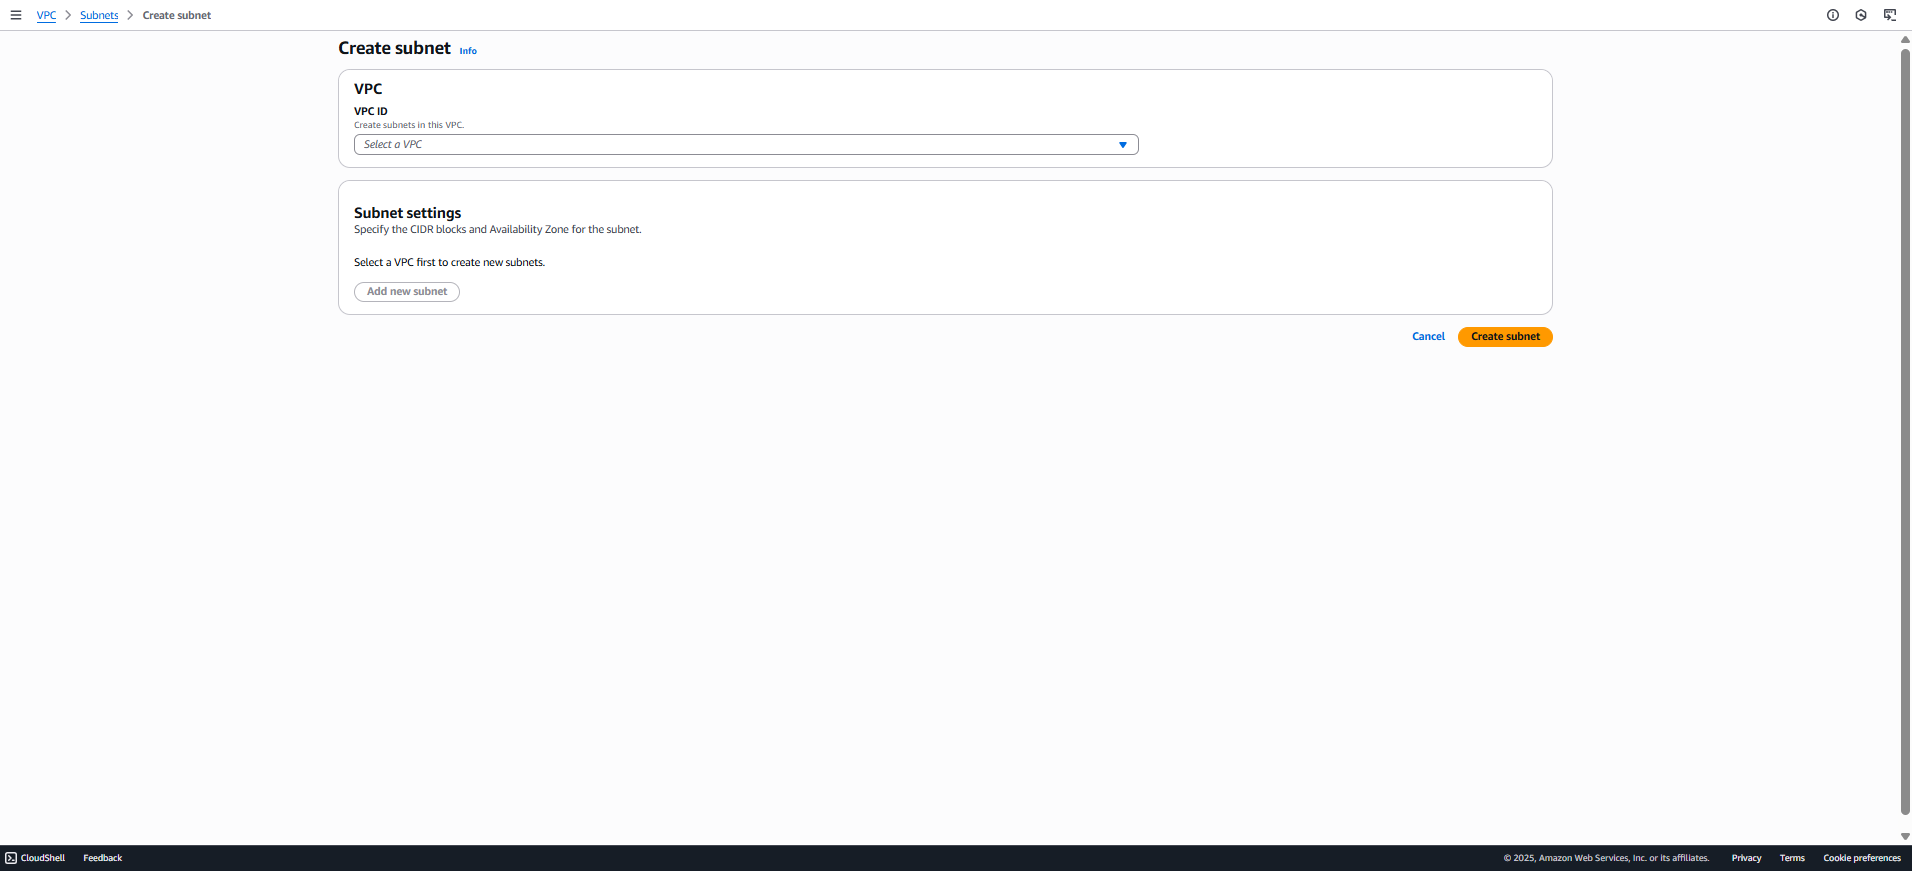 VPC > Subnets > Create subnet
Create subnet Info
VPC
VPC ID
Create subnets in this VPC.
Select a VPC
Subnet settings
Specify the CIDR blocks and Availability Zone for the subnet.
Select a VPC first to create new subnets.
Add new subnet
Cancel Create subnet
CloudShell Feedback © 2025, Amazon Web Services, Inc. or its affiliates. Privacy Terms Cookie preferences